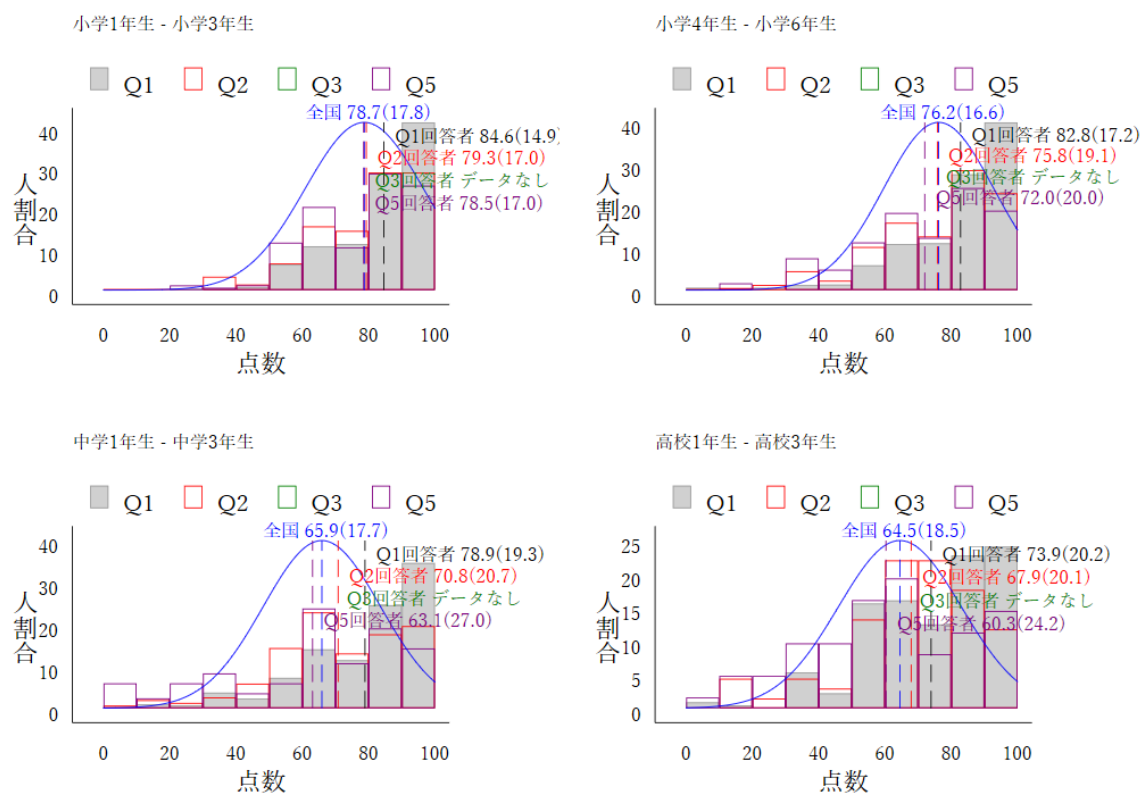 小学1年生 - 小学3年生
Q1 Q2 Q3 Q5
全国 78.7(17.8)
Q1回答者 84.6(14.9)
Q2回答者 79.3(17.0)
Q3回答者 データなし
Q5回答者 78.5(17.0)
人割合
40
30
20
10
0
0 20 40 60 80 100
点数
小学4年生 - 小学6年生
Q1 Q2 Q3 Q5
全国 76.2(16.6)
Q1回答者 82.8(17.2)
Q2回答者 75.8(19.1)
Q3回答者 データなし
Q5回答者 72.0(20.0)
人割合
40
30
20
10
0
0 20 40 60 80 100
点数
中学1年生 - 中学3年生
Q1 Q2 Q3 Q5
全国 65.9(17.7)
Q1回答者 78.9(19.3)
Q2回答者 70.8(20.7)
Q3回答者 データなし
Q5回答者 63.1(27.0)
人割合
40
30
20
10
0
0 20 40 60 80 100
点数
高校1年生 - 高校3年生
Q1 Q2 Q3 Q5
全国 64.5(18.5)
Q1回答者 73.9(20.2)
Q2回答者 67.9(20.1)
Q3回答者 データなし
Q5回答者 60.3(24.2)
人割合
25
20
15
10
5
0
0 20 40 60 80 100
点数